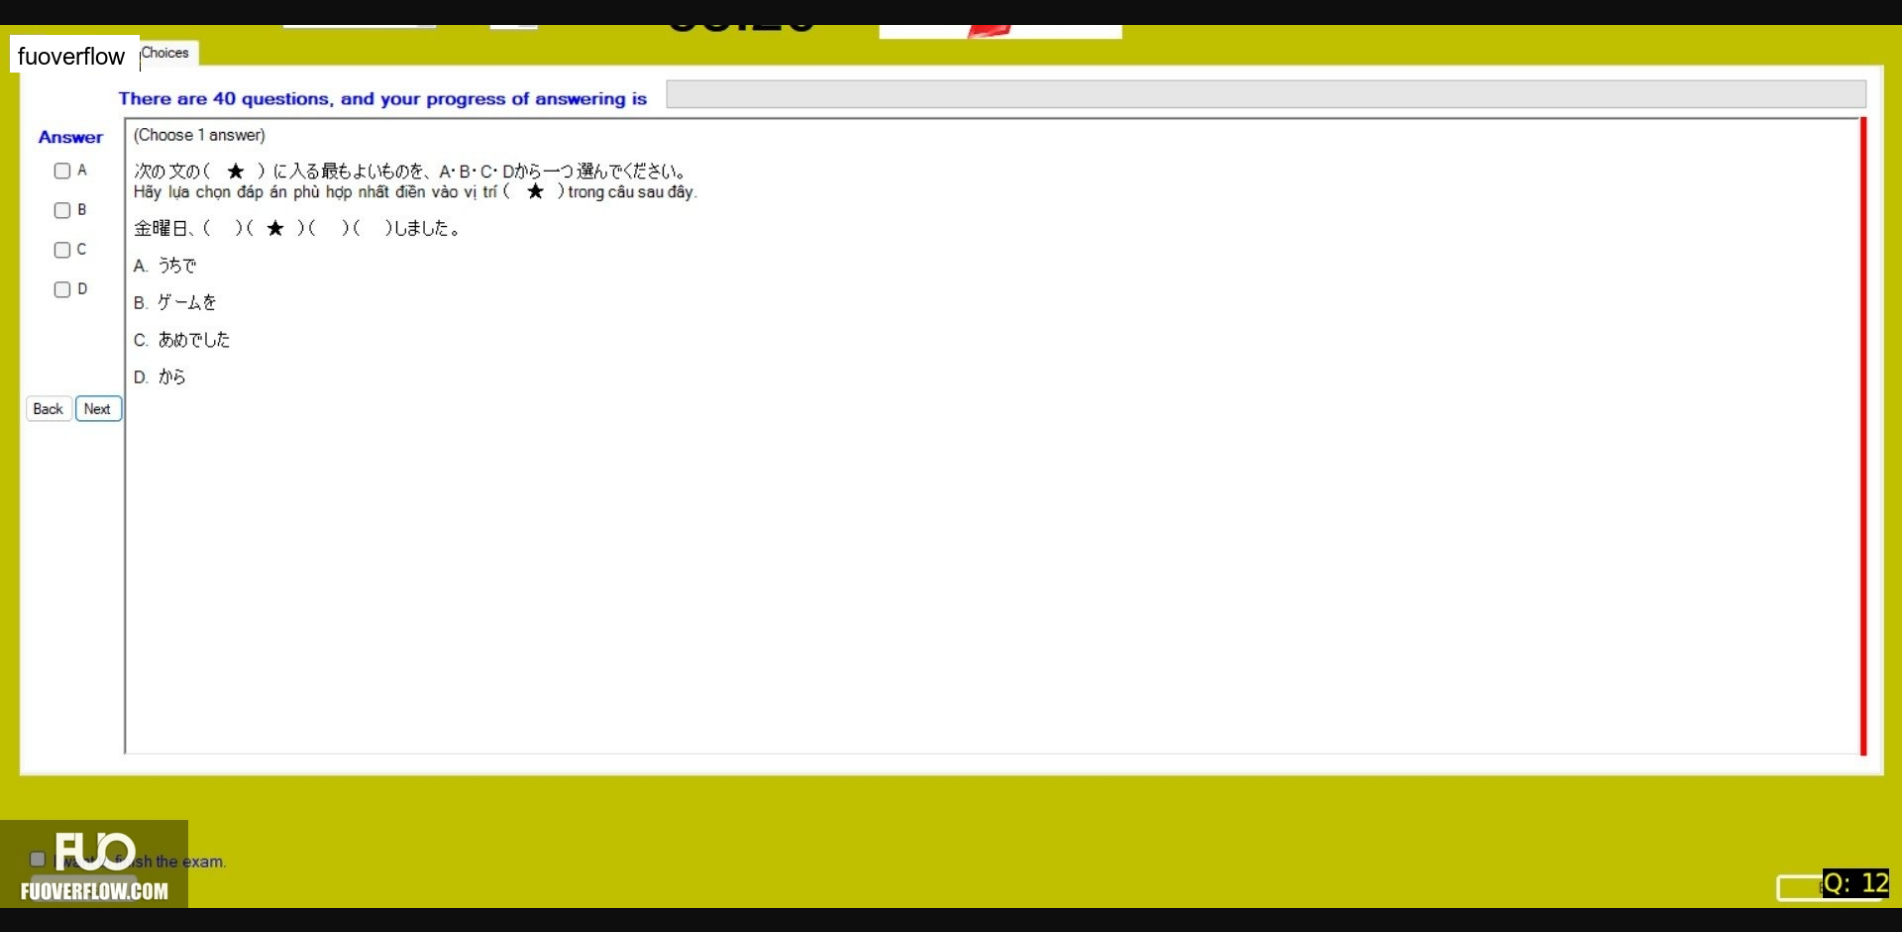 fuoverflow
Choices
There are 40 questions, and your progress of answering is
Answer
(Choose 1 answer)
A
B
C
D
次の文の( ★ )に入る最もよいものを、A・B・C・Dから一つ選んでください。
Hãy lựa chọn đáp án phù hợp nhất điền vào vị trí ( ★ ) trong câu sau đây.
金曜日、( )( ★ )( )( )しました。
A. うちで
B. ゲームを
C. あめでした
D. から
Back Next
FUO
sh the exam.
FUOVERFLOW.COM
Q: 12